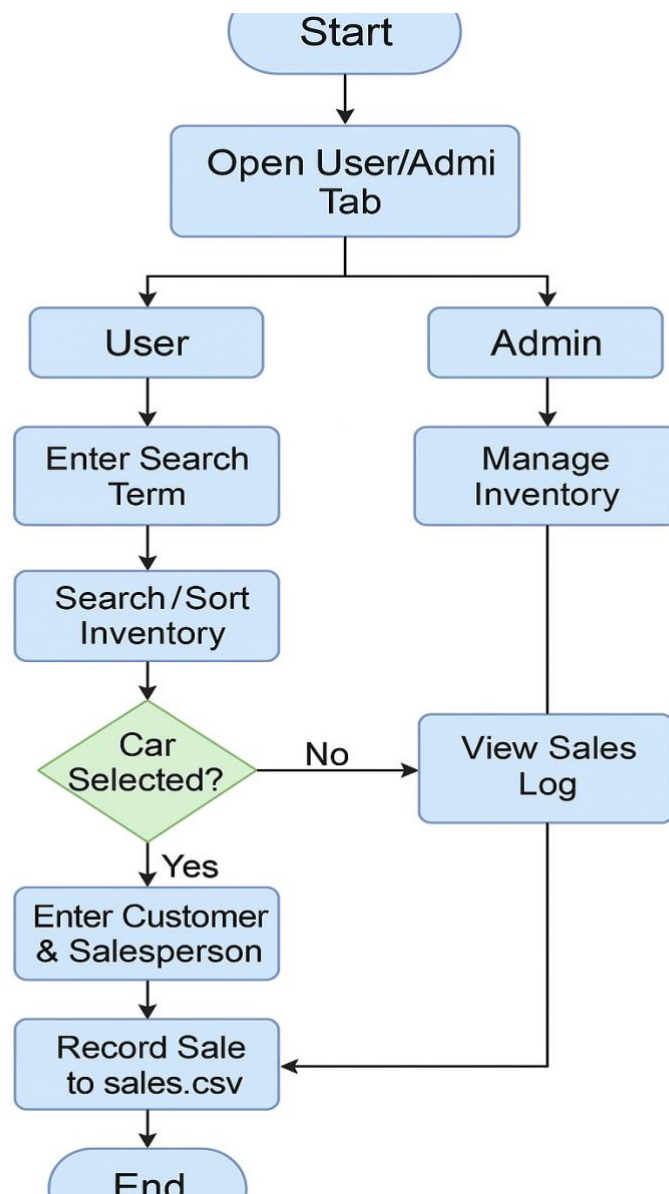 Start
Open User/Admi
Tab
User
Admin
Enter Search
Term
Manage
Inventory
Search/Sort
Inventory
Car
Selected?
No
View Sales
Log
Yes
Enter Customer
& Salesperson
Record Sale
to sales.csv
End